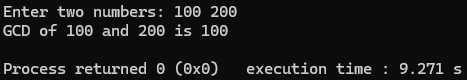 Enter two numbers: 100 200
GCD of 100 and 200 is 100
Process returned 0 (0x0)   execution time : 9.271 s